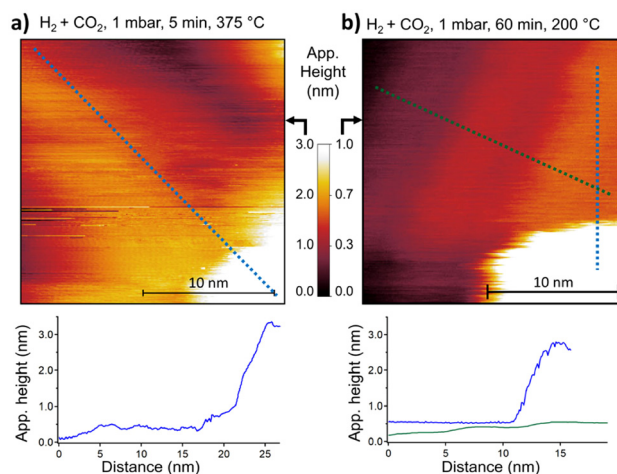 a) H2 + CO2, 1 mbar, 5 min, 375 °C
b) H2 + CO2, 1 mbar, 60 min, 200 °C
App.
Height
(nm)
3.0 1.0
2.0 0.7
1.0 0.3
0.0 0.0
10 nm
10 nm
App. height (nm)
3.0
2.0
1.0
0.0
0 5 10 15 20 25
Distance (nm)
App. height (nm)
3.0
2.0
1.0
0.0
0 5 10 15
Distance (nm)